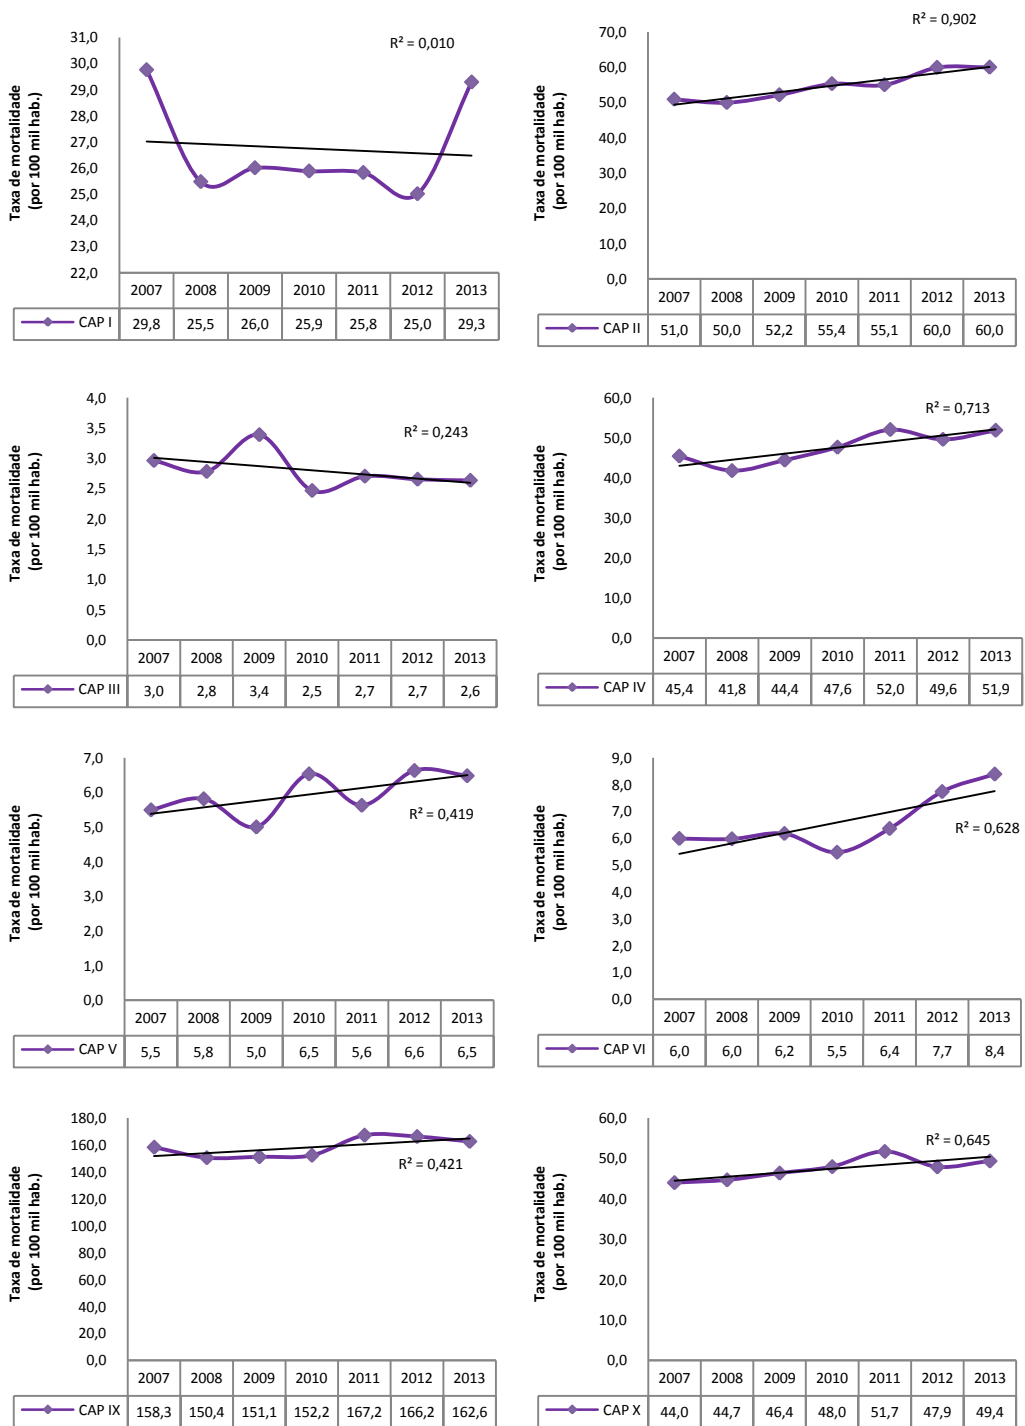 R² = 0,010
Taxa de mortalidade
(por 100 mil hab.)
31,0
30,0
29,0
28,0
27,0
26,0
25,0
24,0
23,0
22,0
2007 2008 2009 2010 2011 2012 2013
CAP I 29,8 25,5 26,0 25,9 25,8 25,0 29,3
R² = 0,902
Taxa de mortalidade
(por 100 mil hab.)
70,0
60,0
50,0
40,0
30,0
20,0
10,0
0,0
2007 2008 2009 2010 2011 2012 2013
CAP II 51,0 50,0 52,2 55,4 55,1 60,0 60,0
R² = 0,243
Taxa de mortalidade
(por 100 mil hab.)
4,0
3,5
3,0
2,5
2,0
1,5
1,0
0,5
0,0
2007 2008 2009 2010 2011 2012 2013
CAP III 3,0 2,8 3,4 2,5 2,7 2,7 2,6
R² = 0,713
Taxa de mortalidade
(por 100 mil hab.)
60,0
50,0
40,0
30,0
20,0
10,0
0,0
2007 2008 2009 2010 2011 2012 2013
CAP IV 45,4 41,8 44,4 47,6 52,0 49,6 51,9
R² = 0,419
Taxa de mortalidade
(por 100 mil hab.)
7,0
6,0
5,0
4,0
3,0
2,0
1,0
0,0
2007 2008 2009 2010 2011 2012 2013
CAP V 5,5 5,8 5,0 6,5 5,6 6,6 6,5
R² = 0,628
Taxa de mortalidade
(por 100 mil hab.)
9,0
8,0
7,0
6,0
5,0
4,0
3,0
2,0
1,0
0,0
2007 2008 2009 2010 2011 2012 2013
CAP VI 6,0 6,0 6,2 5,5 6,4 7,7 8,4
R² = 0,421
Taxa de mortalidade
(por 100 mil hab.)
180,0
160,0
140,0
120,0
100,0
80,0
60,0
40,0
20,0
0,0
2007 2008 2009 2010 2011 2012 2013
CAP IX 158,3 150,4 151,1 152,2 167,2 166,2 162,6
R² = 0,645
Taxa de mortalidade
(por 100 mil hab.)
60,0
50,0
40,0
30,0
20,0
10,0
0,0
2007 2008 2009 2010 2011 2012 2013
CAP X 44,0 44,7 46,4 48,0 51,7 47,9 49,4